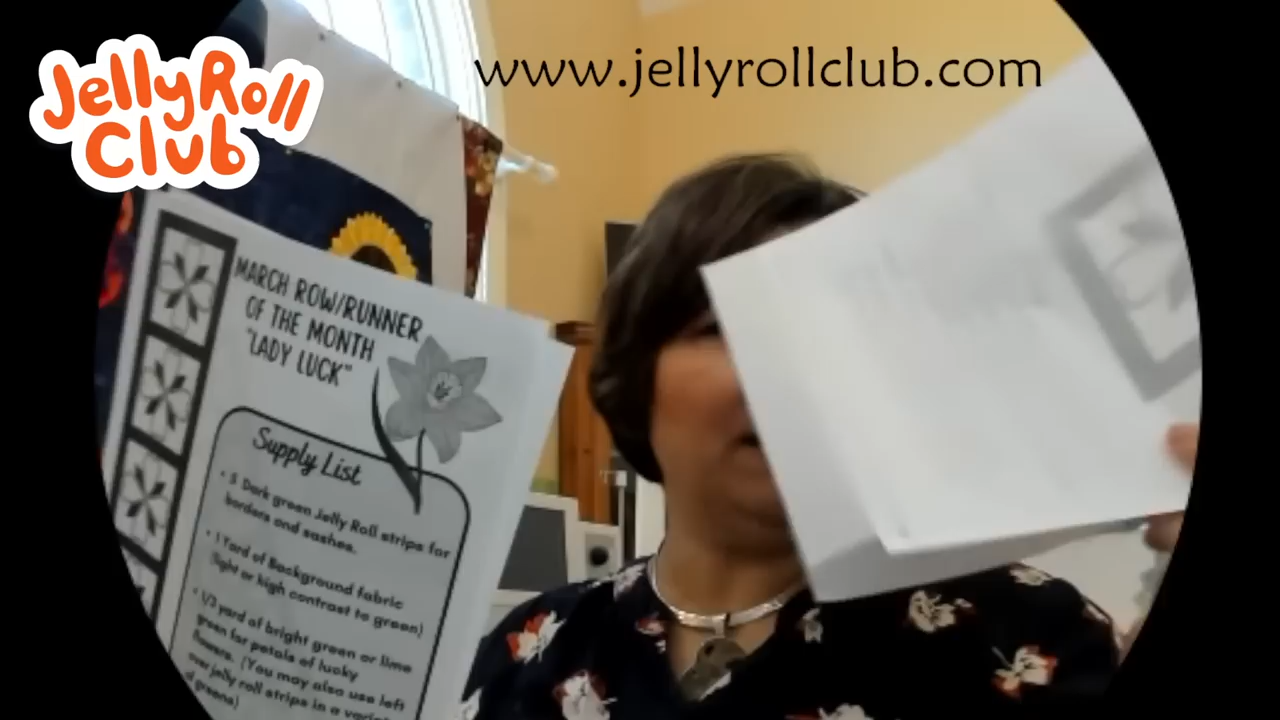 Jelly Roll
Club
www.jellyrollclub.com
MARCH ROW/RUNNER
OF THE MONTH
"LADY LUCK"
Supply List
• 5 Dark green Jelly Roll strips for
borders and sashes.
• 1 Yard of Background fabric
(light or high contrast to green)
• 1/3 yard of bright green or lime
green for petals of lucky
flowers. (You may also use left
over jelly roll strips in a
greens)